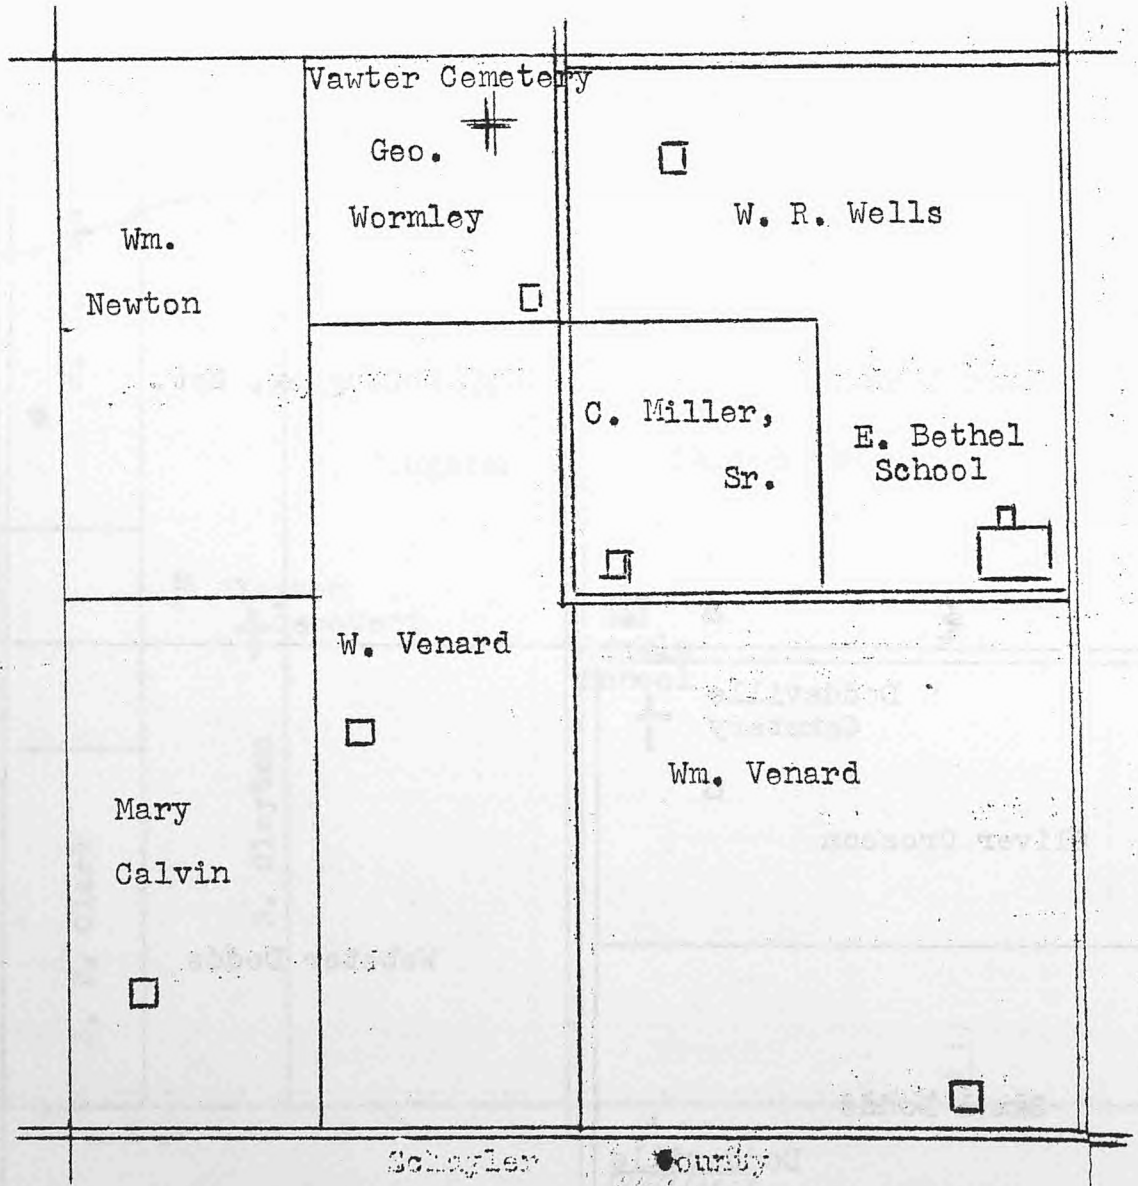 Vawter Cemetery
Geo.
Wormley
W. R. Wells
Wm.
Newton
C. Miller,
Sr.
E. Bethel
School
W. Venard
Wm. Venard
Mary
Calvin
Schuyler County